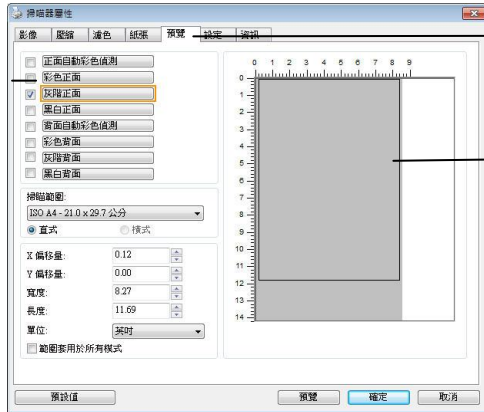 掃瞄器屬性
影像 壓縮 濾色 紙張 預覽 設定 資訊
正面自動彩色偵測
彩色正面
灰階正面
黑白正面
背面自動彩色偵測
彩色背面
灰階背面
黑白背面
掃瞄範圍:
ISO A4 - 21.0 x 29.7 公分
直式 橫式
X 偏移量: 0.12
Y 偏移量: 0.00
寬度: 8.27
長度: 11.69
單位: 英吋
範圍套用於所有模式
0 1 2 3 4 5 6 7 8 9
0
1
2
3
4
5
6
7
8
9
10
11
12
13
14
預設值 預覽 確定 取消